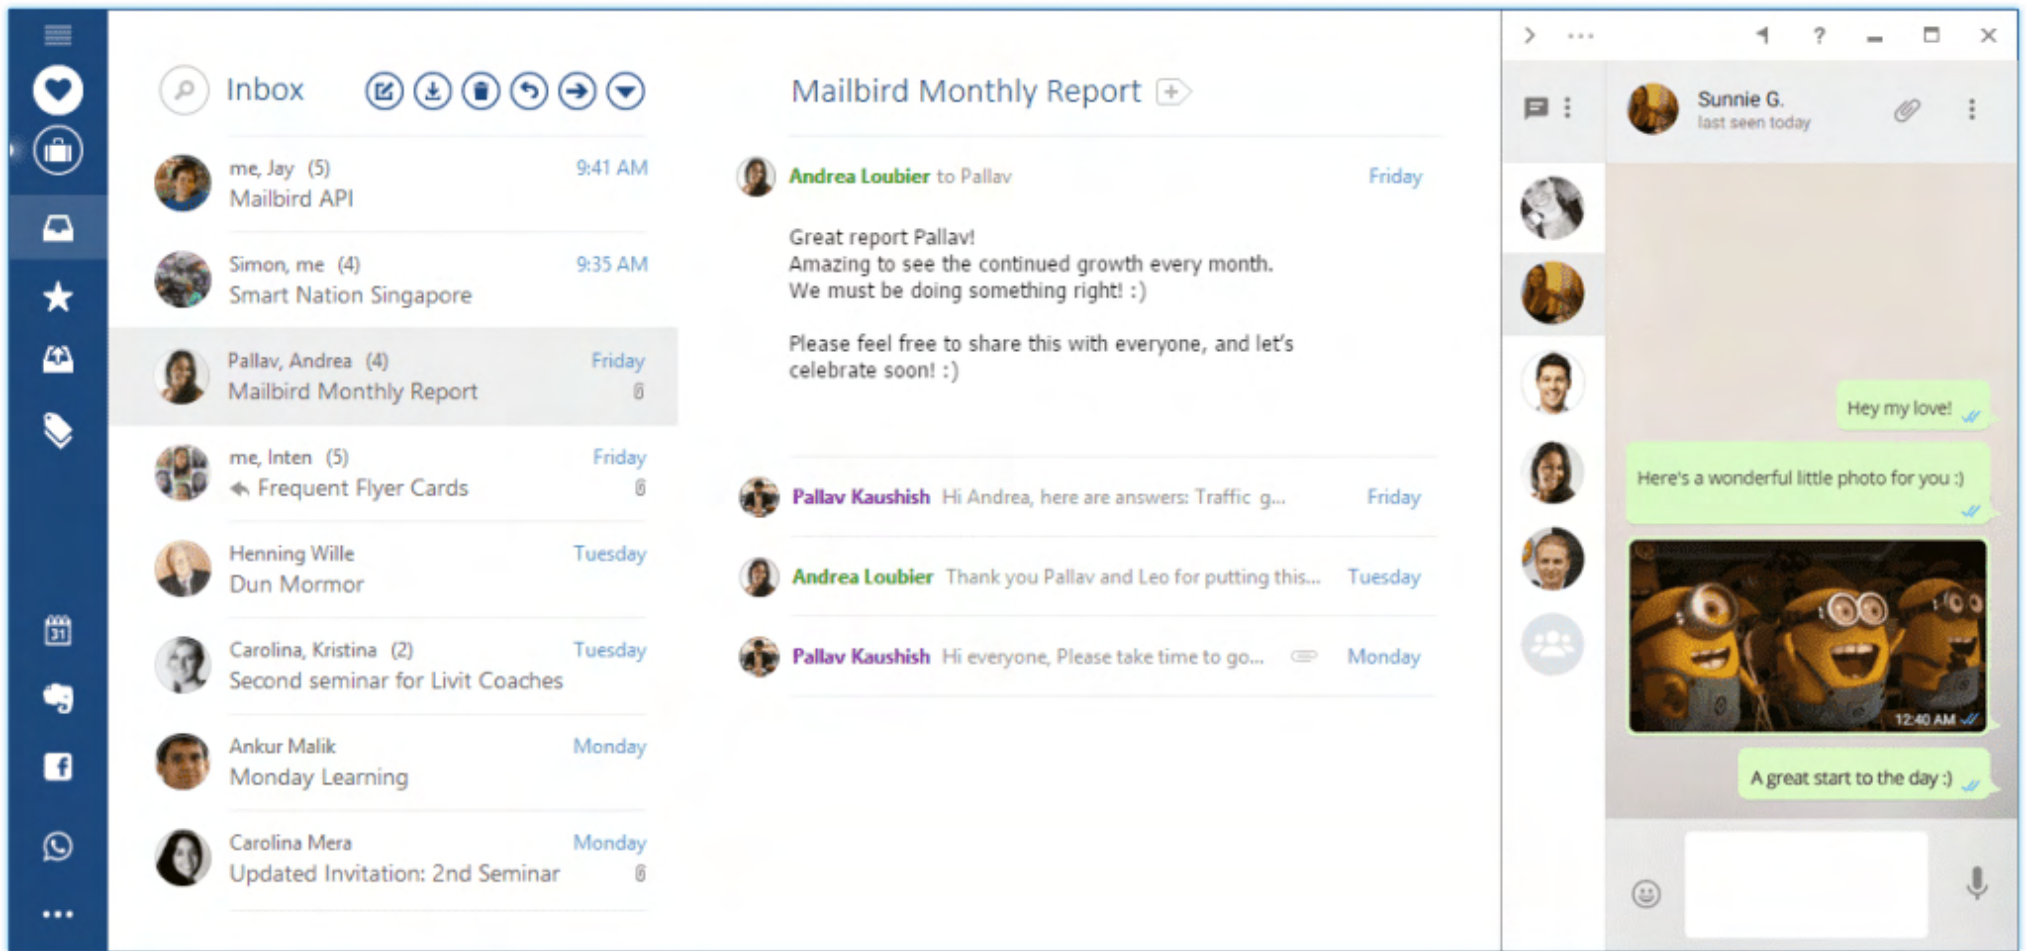 Inbox
me, Jay (5) 9:41 AM
Mailbird API
Simon, me (4) 9:35 AM
Smart Nation Singapore
Pallav, Andrea (4) Friday
Mailbird Monthly Report
me, Inten (5) Friday
Frequent Flyer Cards
Henning Wille Tuesday
Dun Mormor
Carolina, Kristina (2) Tuesday
Second seminar for Livit Coaches
Ankur Malik Monday
Monday Learning
Carolina Mera Monday
Updated Invitation: 2nd Seminar
31
Mailbird Monthly Report
Andrea Loubier to Pallav Friday
Great report Pallav!
Amazing to see the continued growth every month.
We must be doing something right! :)
Please feel free to share this with everyone, and let's
celebrate soon! :)
Pallav Kaushish Hi Andrea, here are answers: Traffic g... Friday
Andrea Loubier Thank you Pallav and Leo for putting this... Tuesday
Pallav Kaushish Hi everyone, Please take time to go... Monday
Sunnie G.
last seen today
Hey my love!
Here's a wonderful little photo for you :)
12:40 AM
A great start to the day :)